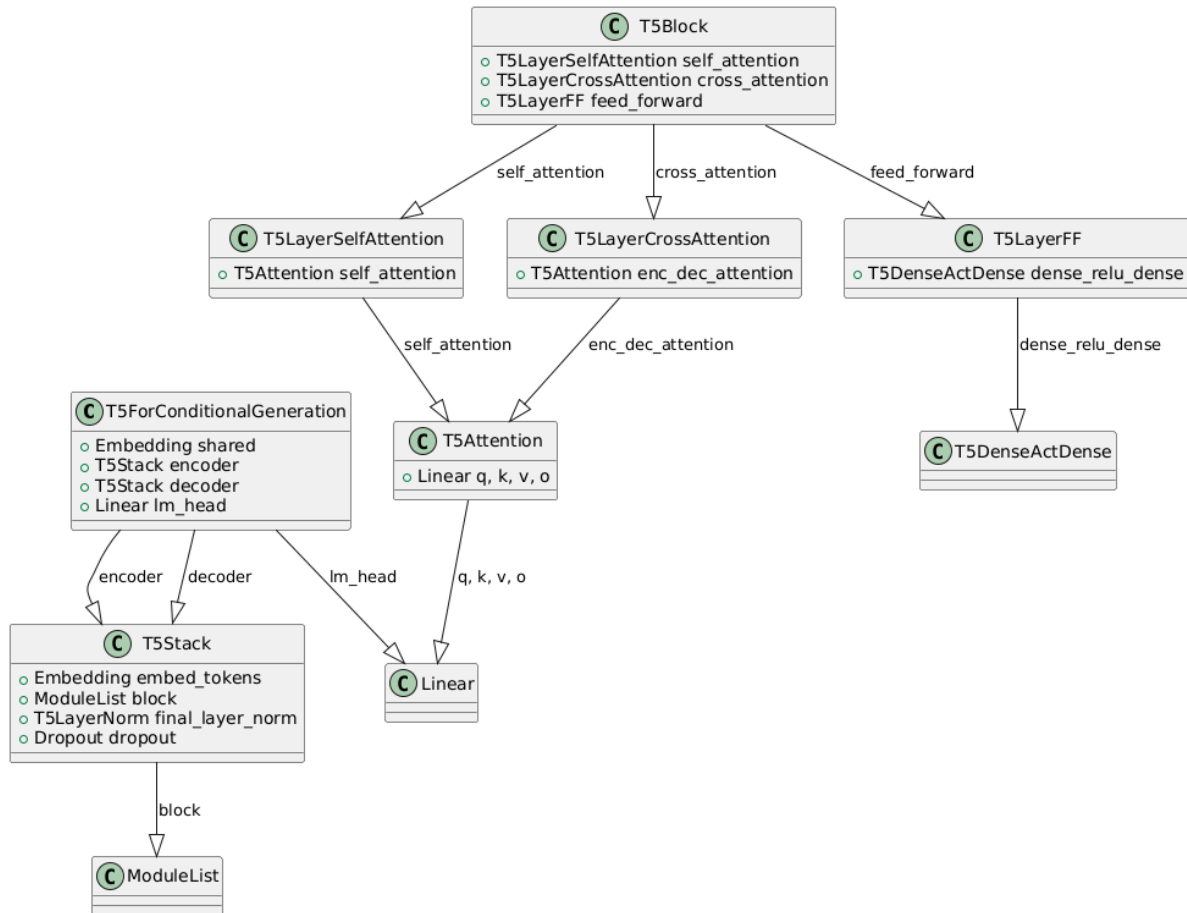 C T5Block
T5LayerSelfAttention self_attention
T5LayerCrossAttention cross_attention
T5LayerFF feed_forward
self_attention
cross_attention
feed_forward
C T5LayerSelfAttention
T5Attention self_attention
C T5LayerCrossAttention
T5Attention enc_dec_attention
C T5LayerFF
T5DenseActDense dense_relu_dense
self_attention
enc_dec_attention
dense_relu_dense
C T5ForConditionalGeneration
Embedding shared
T5Stack encoder
T5Stack decoder
Linear lm_head
C T5Attention
Linear q, k, v, o
C T5DenseActDense
encoder
decoder
lm_head
q, k, v, o
C T5Stack
Embedding embed_tokens
ModuleList block
T5LayerNorm final_layer_norm
Dropout dropout
C Linear
block
C ModuleList